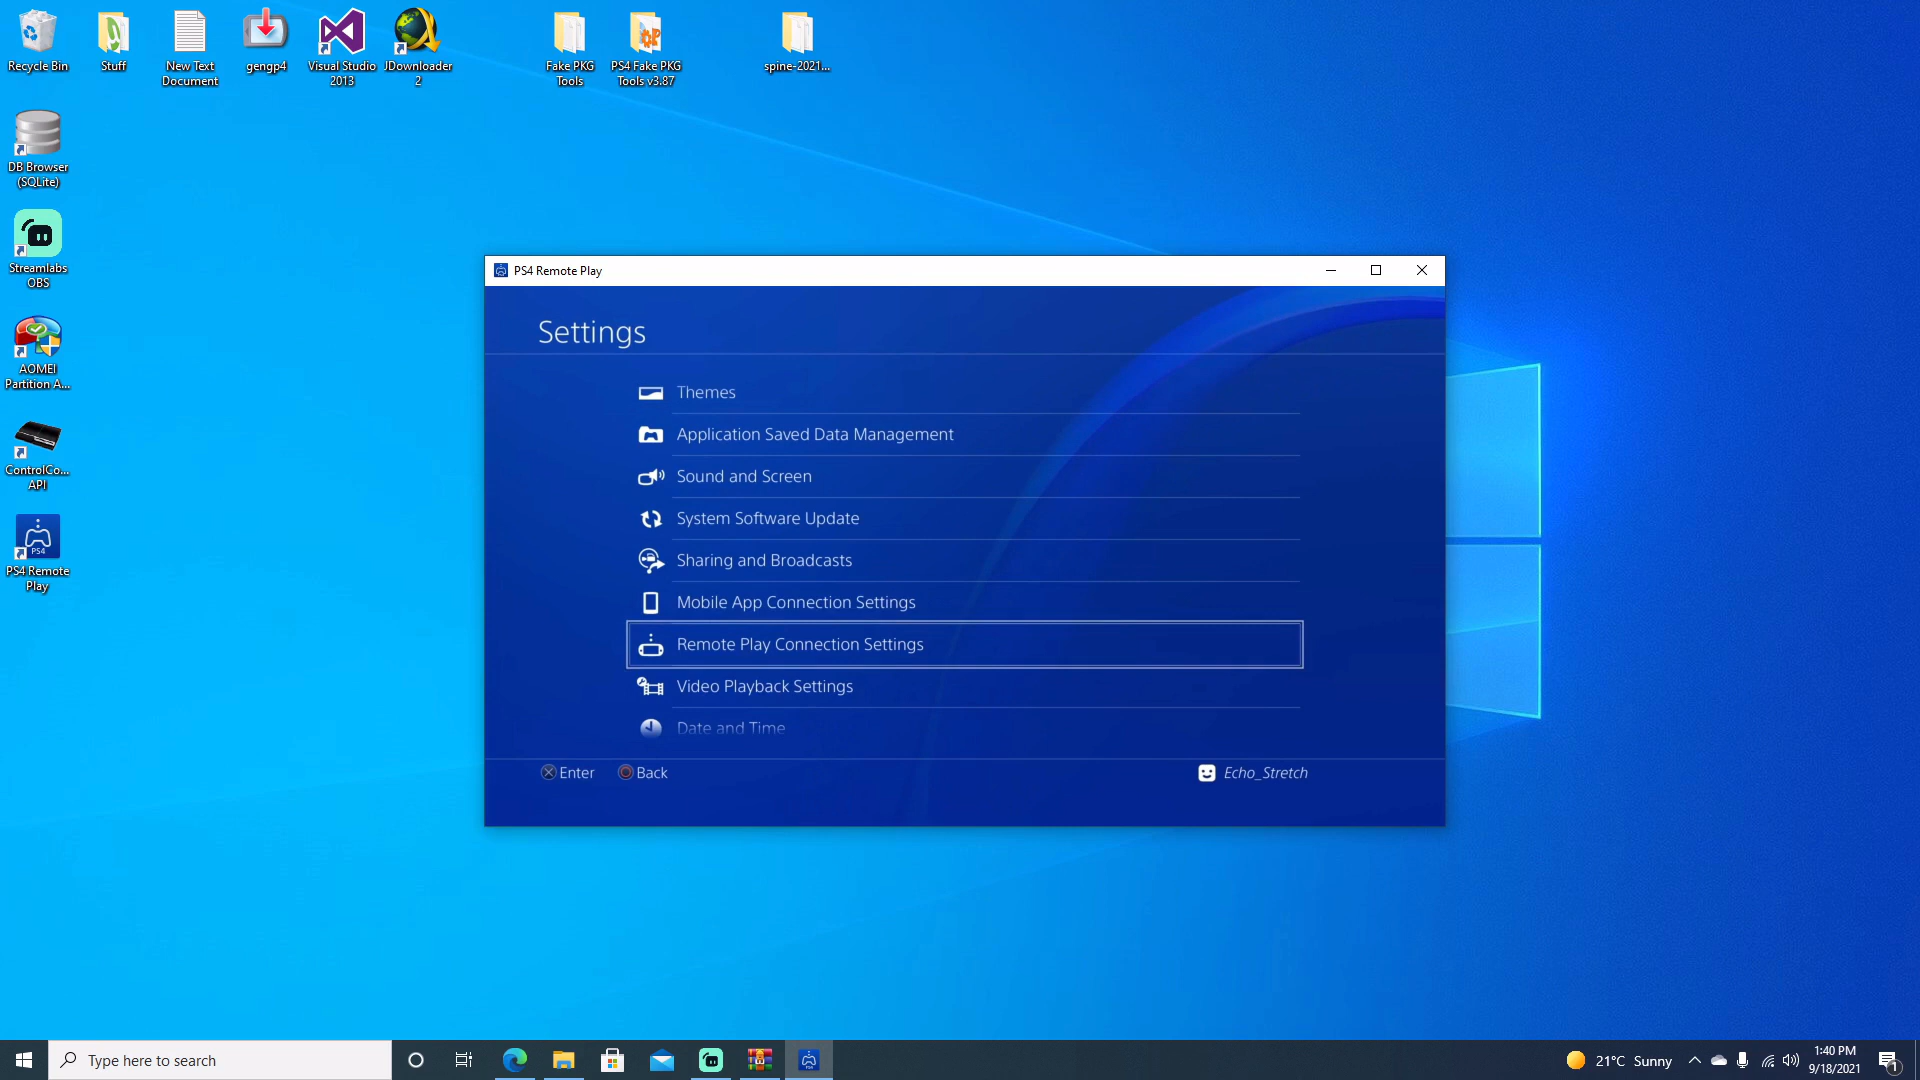 Recycle Bin
Stuff
New Text
Document
gengp4
Visual Studio
2013
JDownloader
2
Fake PKG
Tools
PS4 Fake PKG
Tools v3.87
spine-2021...
DB Browser
(SQLite)
Streamlabs
OBS
AOMEI
Partition A...
ControlCo...
API
PS4
PS4 Remote
Play
PS4 Remote Play
Settings
Themes
Application Saved Data Management
Sound and Screen
System Software Update
Sharing and Broadcasts
Mobile App Connection Settings
Remote Play Connection Settings
Video Playback Settings
Date and Time
Enter
Back
Echo_Stretch
Type here to search
21°C Sunny
1:40 PM
9/18/2021
1